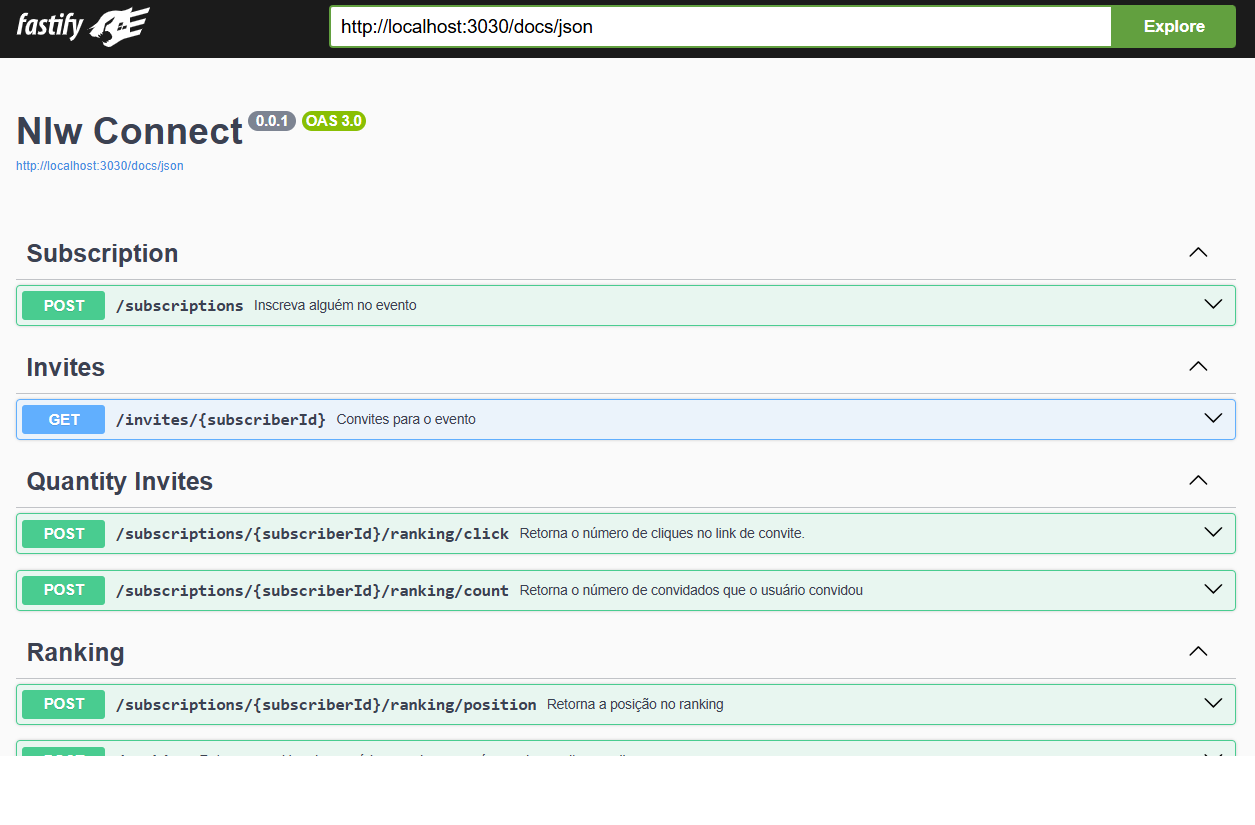 fastify
http://localhost:3030/docs/json Explore
Nlw Connect 0.0.1 OAS 3.0
http://localhost:3030/docs/json
Subscription
POST /subscriptions Inscreva alguém no evento
Invites
GET /invites/{subscriberId} Convites para o evento
Quantity Invites
POST /subscriptions/{subscriberId}/ranking/click Retorna o número de cliques no link de convite.
POST /subscriptions/{subscriberId}/ranking/count Retorna o número de convidados que o usuário convidou
Ranking
POST /subscriptions/{subscriberId}/ranking/position Retorna a posição no ranking
POST